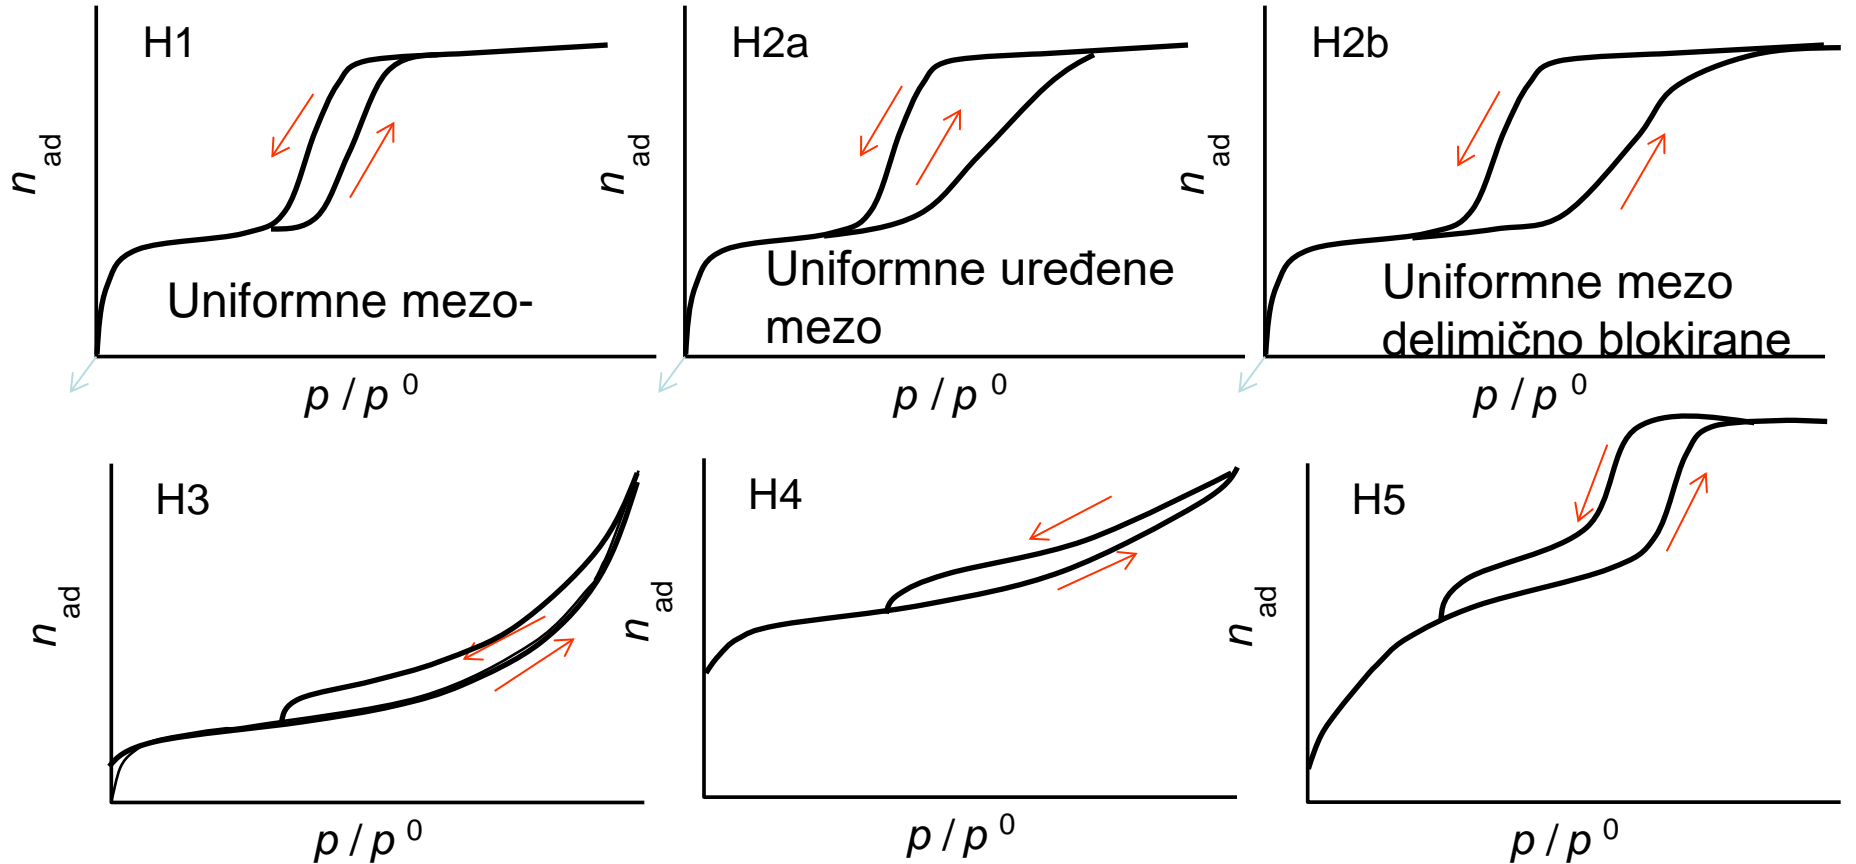 H1
H2a
H2b
n ad
n ad
n ad
Uniformne mezo-
Uniformne uređene
mezo
Uniformne mezo
delimično blokirane
p / p 0
p / p 0
p / p 0
H3
H4
H5
n ad
n ad
n ad
p / p 0
p / p 0
p / p 0